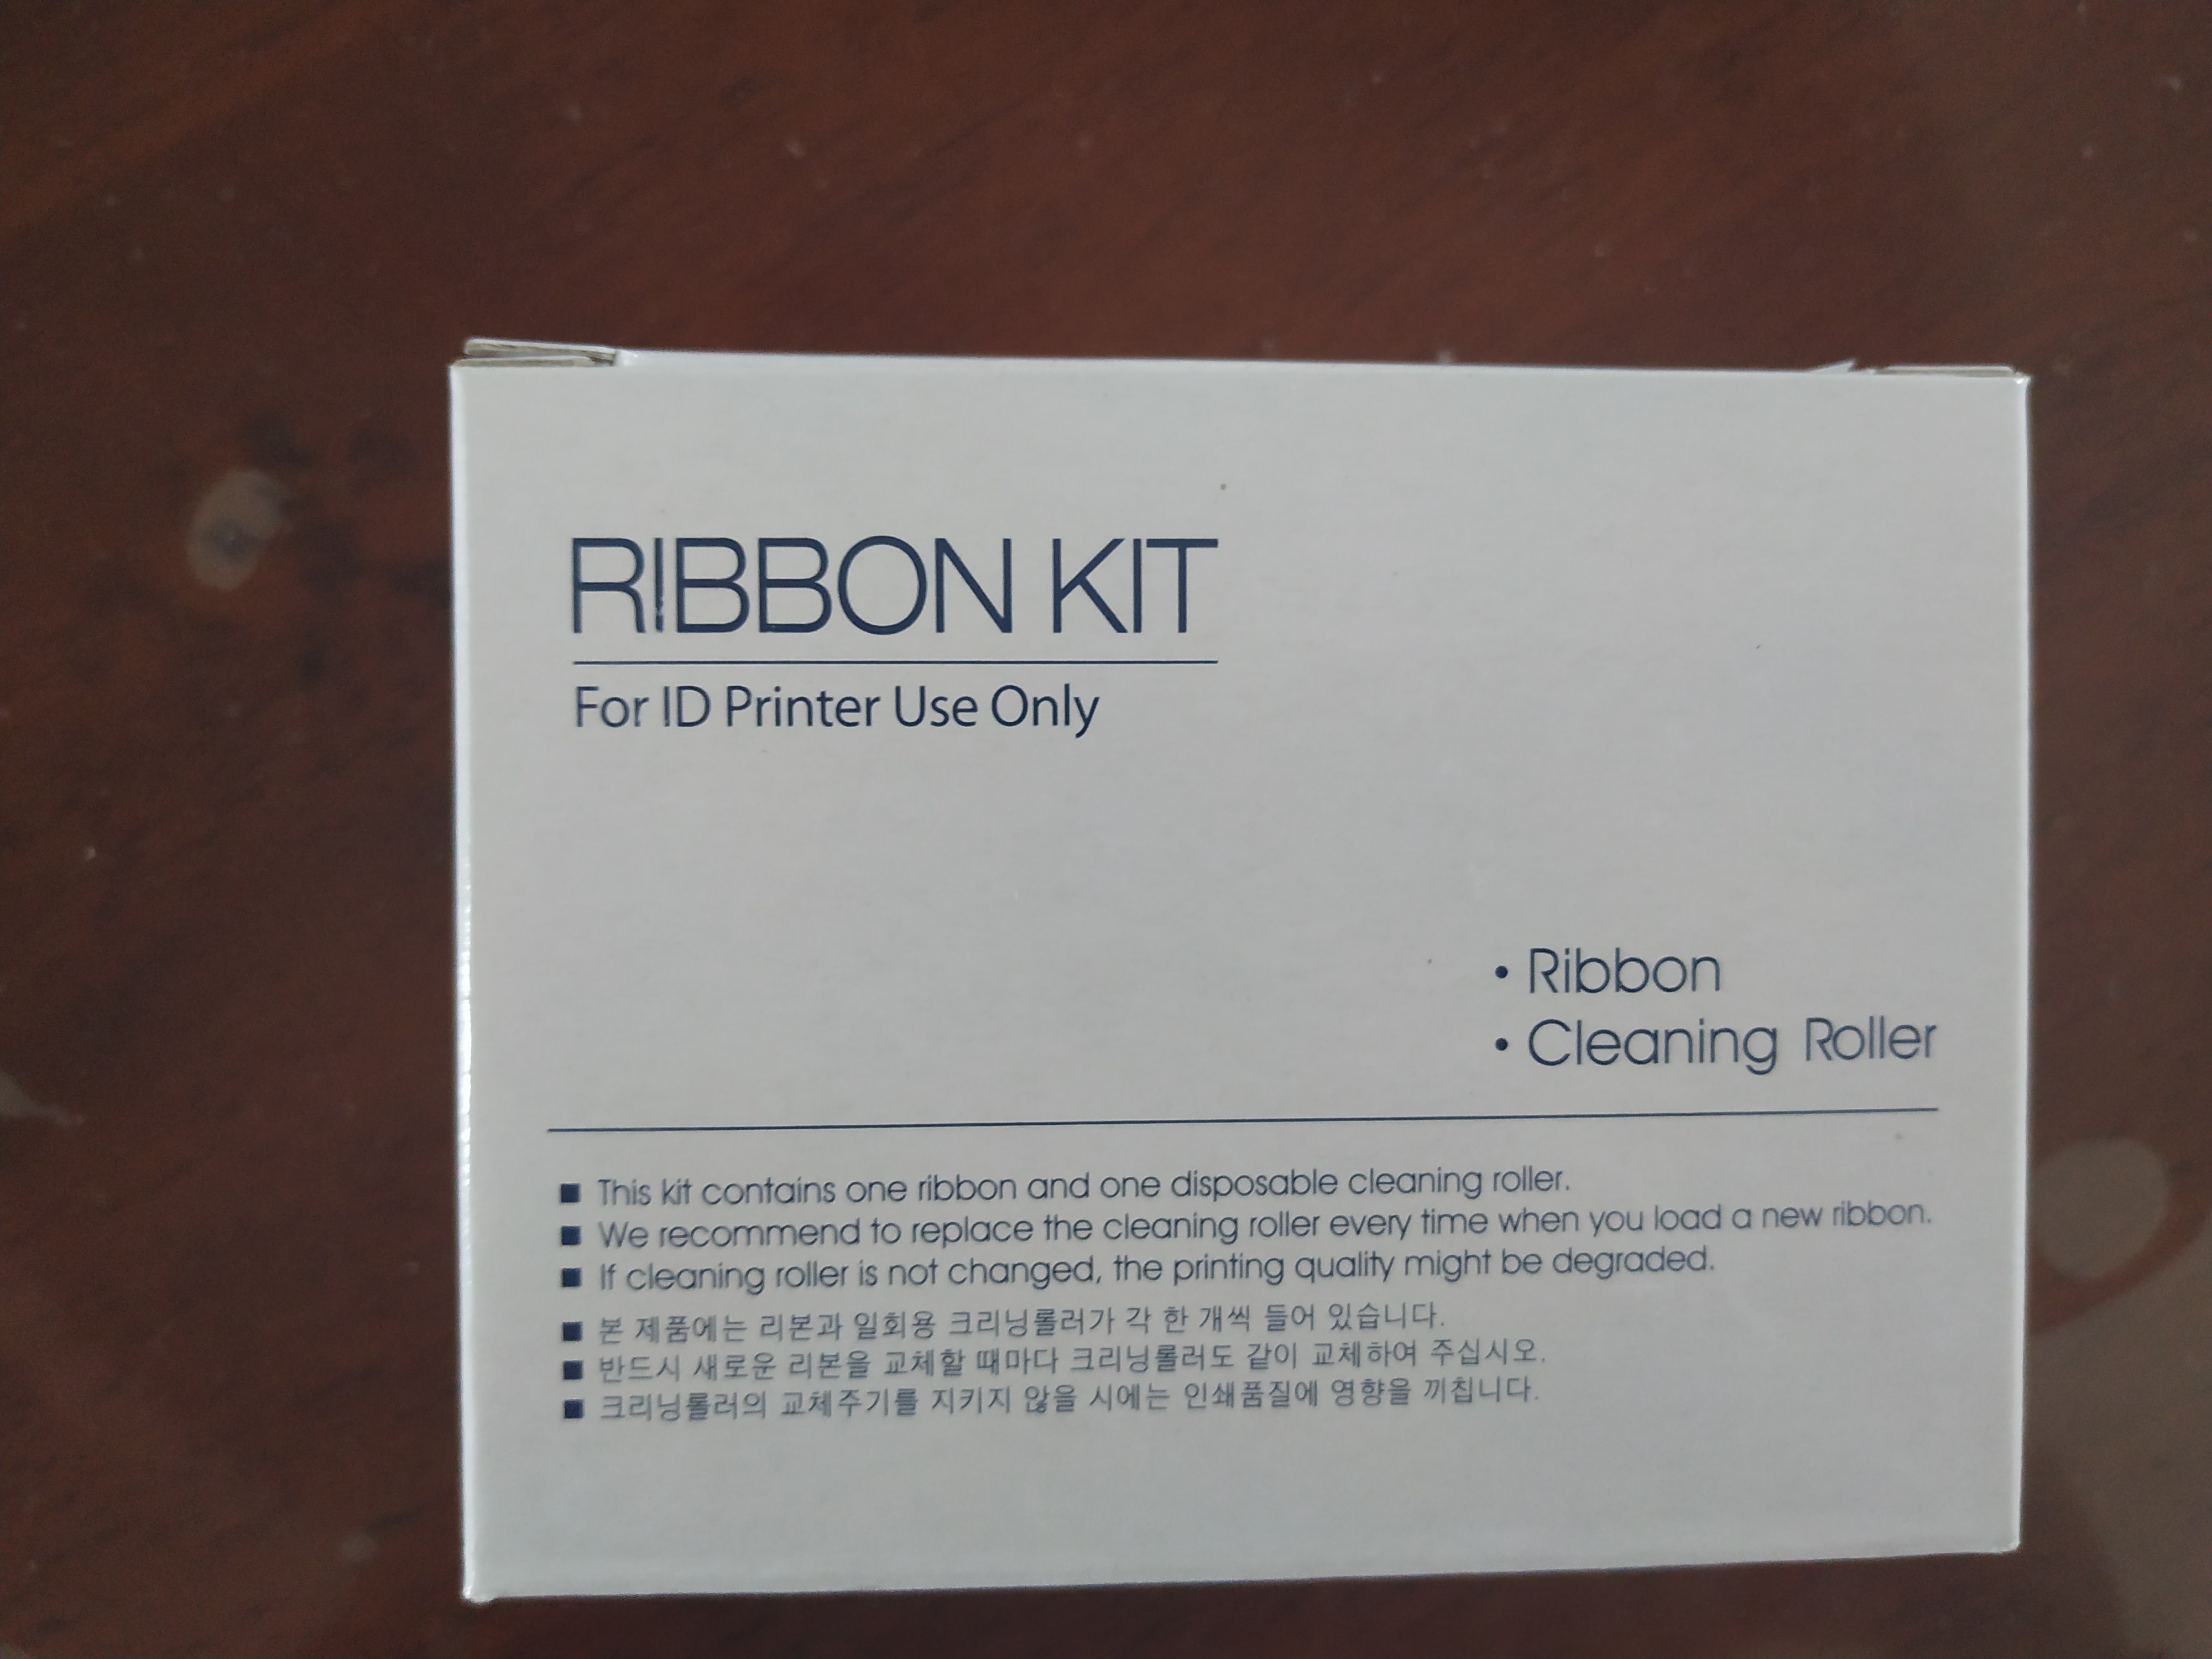 RIBBON KIT
For ID Printer Use Only
• Ribbon
• Cleaning Roller
■ This kit contains one ribbon and one disposable cleaning roller.
■ We recommend to replace the cleaning roller every time when you load a new ribbon.
■ If cleaning roller is not changed, the printing quality might be degraded.
■ 본 제품에는 리본과 일회용 크리닝롤러가 각 한 개씩 들어 있습니다.
■ 반드시 새로운 리본을 교체할 때마다 크리닝롤러도 같이 교체하여 주십시오.
■ 크리닝롤러의 교체주기를 지키지 않을 시에는 인쇄품질에 영향을 끼칩니다.